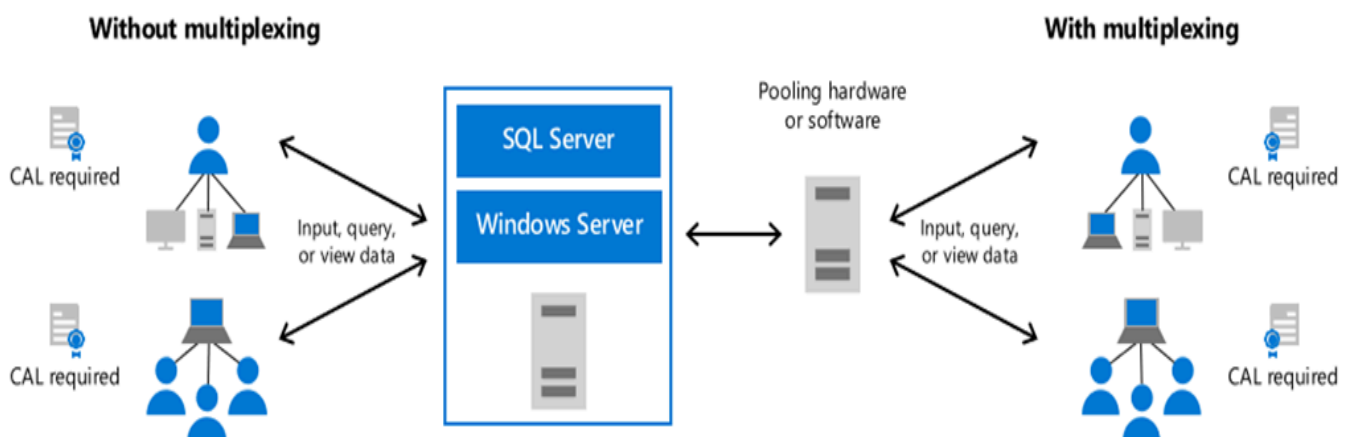 Without multiplexing
With multiplexing
CAL required
Input, query,
or view data
CAL required
SQL Server
Windows Server
Pooling hardware
or software
Input, query,
or view data
CAL required
CAL required